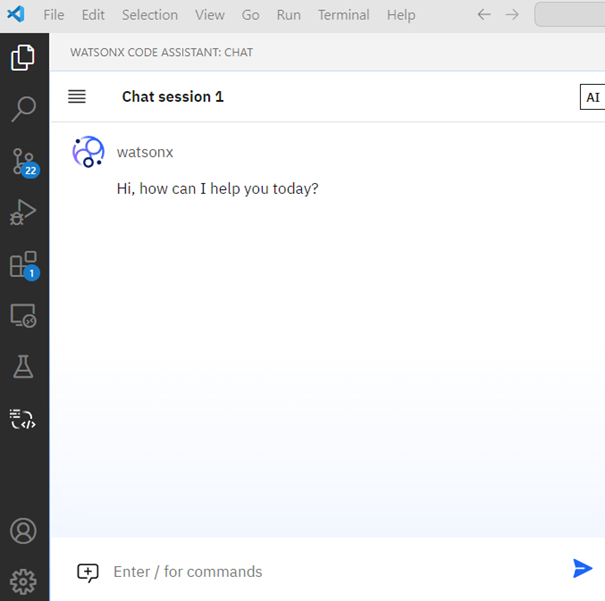 File Edit Selection View Go Run Terminal Help
WATSONX CODE ASSISTANT: CHAT
Chat session 1
AI
watsonx
Hi, how can I help you today?
22
1
Enter / for commands